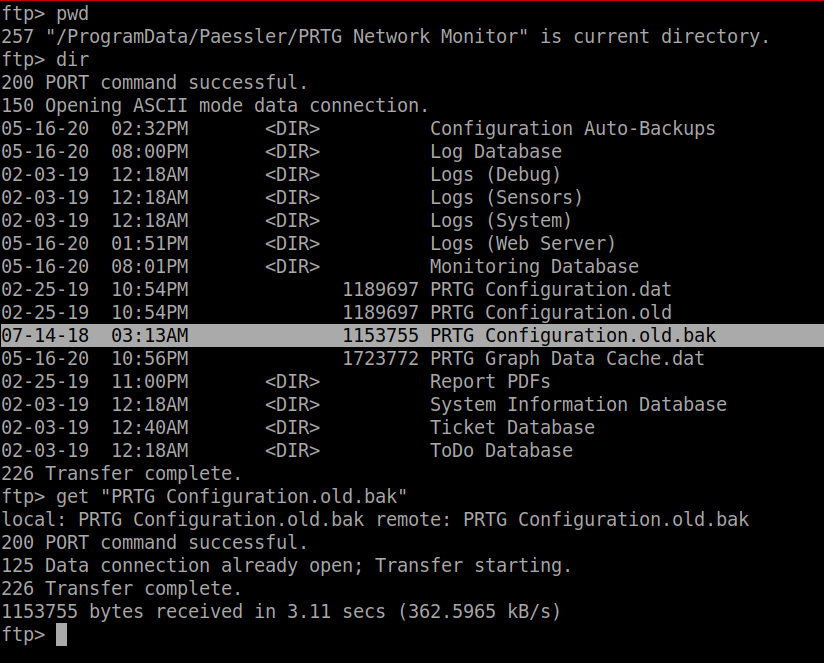 ftp> pwd
257 "/ProgramData/Paessler/PRTG Network Monitor" is current directory.
ftp> dir
200 PORT command successful.
150 Opening ASCII mode data connection.
05-16-20  02:32PM       <DIR>          Configuration Auto-Backups
05-16-20  08:00PM       <DIR>          Log Database
02-03-19  12:18AM       <DIR>          Logs (Debug)
02-03-19  12:18AM       <DIR>          Logs (Sensors)
02-03-19  12:18AM       <DIR>          Logs (System)
05-16-20  01:51PM       <DIR>          Logs (Web Server)
05-16-20  08:01PM       <DIR>          Monitoring Database
02-25-19  10:54PM              1189697 PRTG Configuration.dat
02-25-19  10:54PM              1189697 PRTG Configuration.old
07-14-18  03:13AM              1153755 PRTG Configuration.old.bak
05-16-20  10:56PM              1723772 PRTG Graph Data Cache.dat
02-25-19  11:00PM       <DIR>          Report PDFs
02-03-19  12:18AM       <DIR>          System Information Database
02-03-19  12:40AM       <DIR>          Ticket Database
02-03-19  12:18AM       <DIR>          ToDo Database
226 Transfer complete.
ftp> get "PRTG Configuration.old.bak"
local: PRTG Configuration.old.bak remote: PRTG Configuration.old.bak
200 PORT command successful.
125 Data connection already open; Transfer starting.
226 Transfer complete.
1153755 bytes received in 3.11 secs (362.5965 kB/s)
ftp>